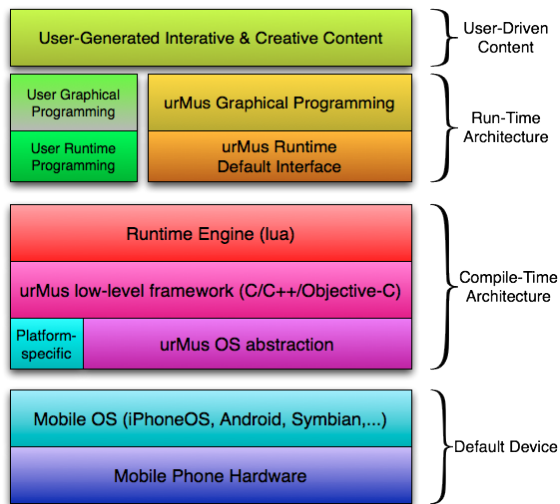 User-Generated Interative & Creative Content
User-Driven
Content
User Graphical
Programming
urMus Graphical Programming
User Runtime
Programming
urMus Runtime
Default Interface
Run-Time
Architecture
Runtime Engine (lua)
urMus low-level framework (C/C++/Objective-C)
Platform-
specific
urMus OS abstraction
Compile-Time
Architecture
Mobile OS (iPhoneOS, Android, Symbian,...)
Mobile Phone Hardware
Default Device